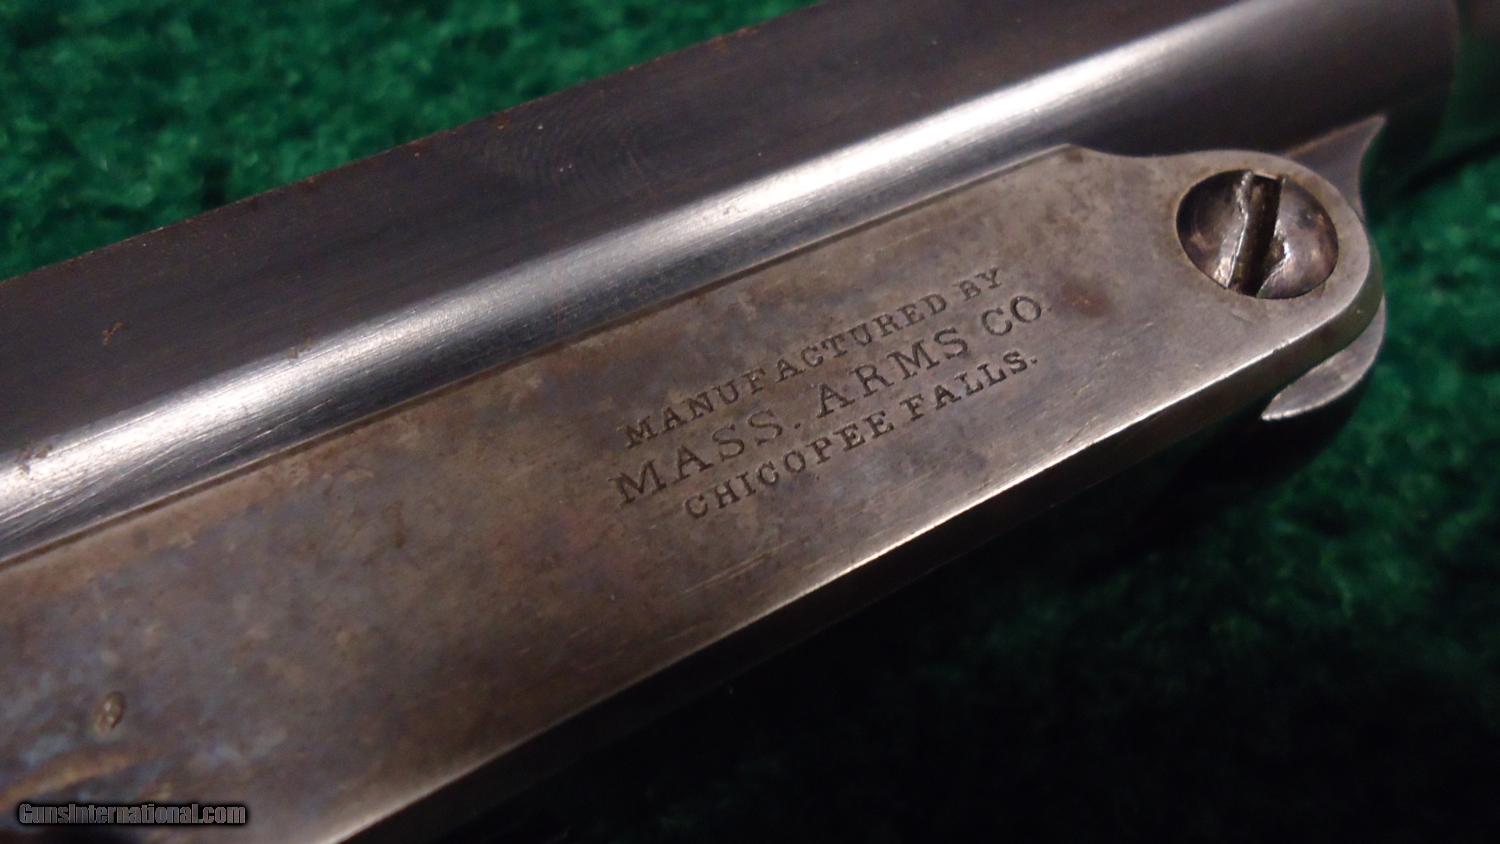 MANUFACTURED BY
MASS. ARMS CO.
CHICOPEE FALLS.
GunsInternational.com